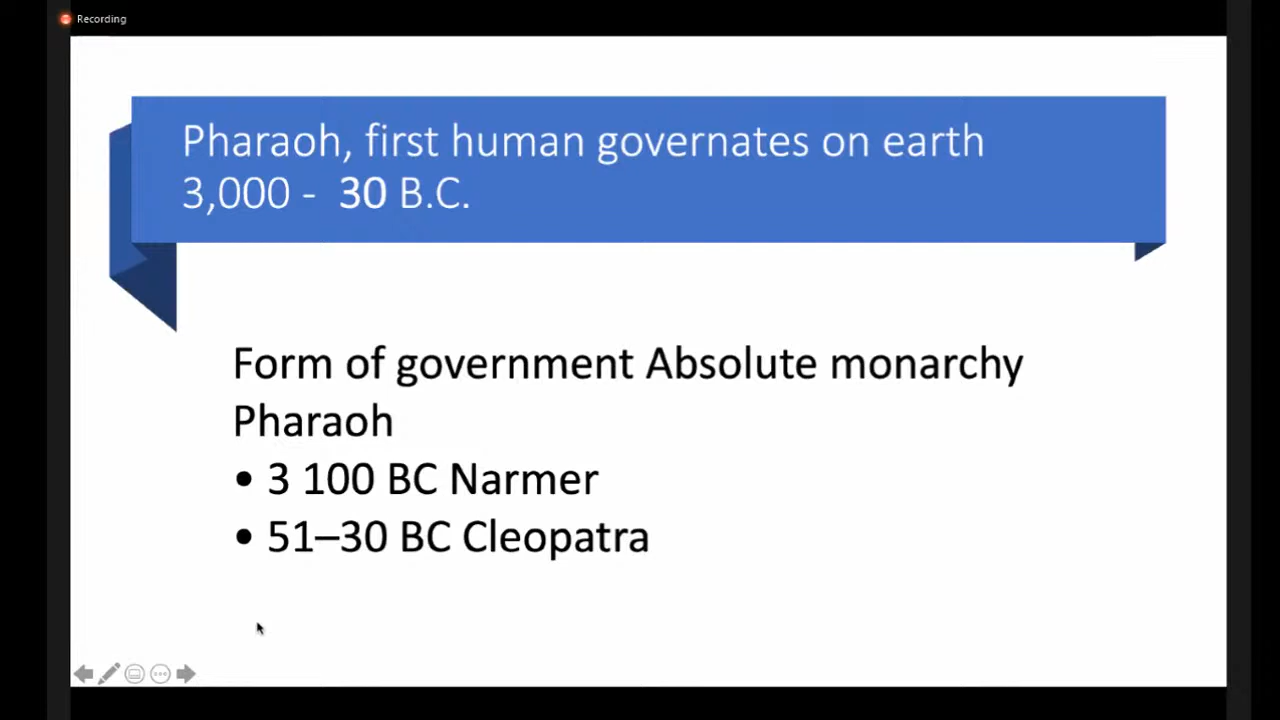 Recording
Pharaoh, first human governates on earth
3,000 - 30 B.C.
Form of government Absolute monarchy
Pharaoh
• 3 100 BC Narmer
• 51–30 BC Cleopatra